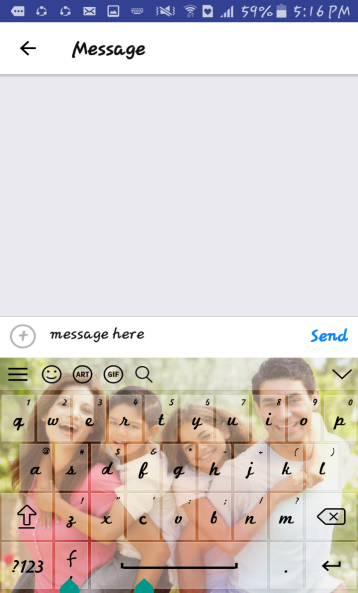 59% 5:16 PM
Message
message here
Send
ART GIF
1 2 3 4 5 6 7 8 9 0
q w e r t y u i o p
a s d f g h j k l
z x c v b n m
?123 .